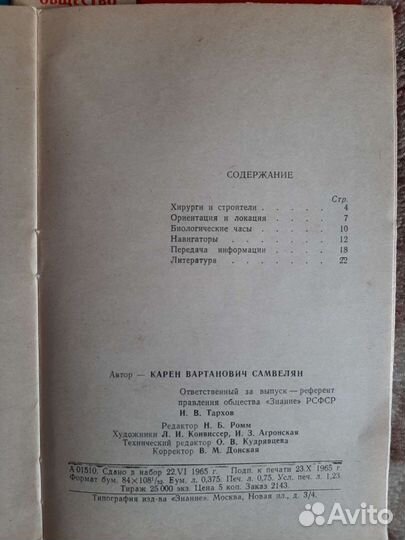 ОБЩЕСТВО
СОДЕРЖАНИЕ
Стр.
Хирурги и строители . . . . . 4
Ориентация и локация . . . . . 7
Биологические часы . . . . . 10
Навигаторы . . . . . 12
Передача информации . . . . . 18
Литература . . . . . 22
Автор — КАРЕН ВАРТАНОВИЧ САМВЕЛЯН
Ответственный за выпуск — референт
правления общества «Знание» РСФСР
И. В. Тархов
Редактор Н. Б. Ромм
Художники Л. И. Конвиссер, И. З. Агронская
Технический редактор О. В. Кудрявцева
Корректор В. М. Донская
А 01510. Сдано в набор 22.VI 1965 г. Подп. к печати 23.X 1965 г.
Формат бум. 84×108¹/₃₂. Бум. л. 0,375. Печ. л. 0,75. Усл. печ. л. 1,23
Тираж 25 000 экз. Цена 5 коп. Заказ 2143.
Типография изд-ва «Знание». Москва, Новая пл., д. 3/4.
Avito